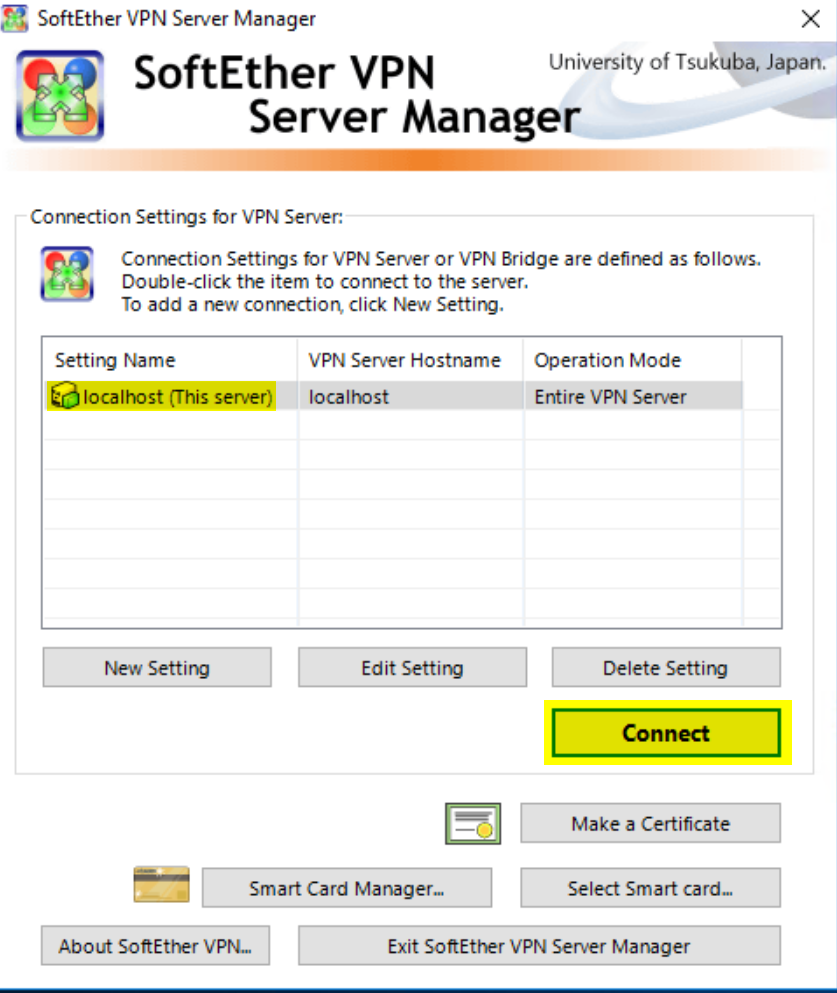 SoftEther VPN Server Manager
SoftEther VPN
Server Manager
University of Tsukuba, Japan.
Connection Settings for VPN Server:
Connection Settings for VPN Server or VPN Bridge are defined as follows.
Double-click the item to connect to the server.
To add a new connection, click New Setting.
Setting Name VPN Server Hostname Operation Mode
localhost (This server) localhost Entire VPN Server
New Setting Edit Setting Delete Setting
Connect
Make a Certificate
Smart Card Manager... Select Smart card...
About SoftEther VPN... Exit SoftEther VPN Server Manager